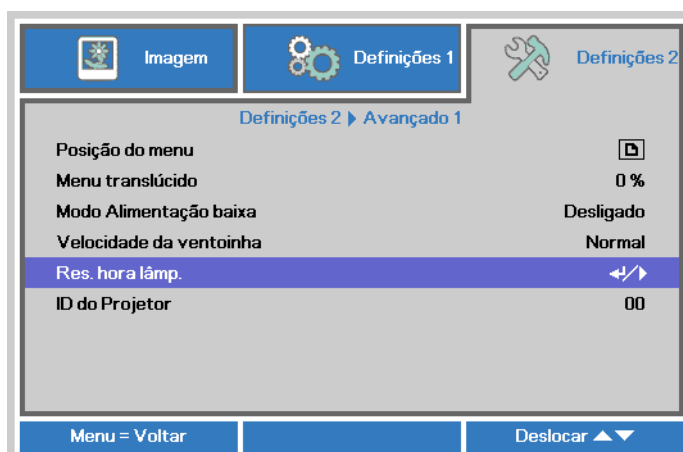 Imagem
Definições 1
Definições 2
Definições 2 Avançado 1
Posição do menu
Menu translúcido 0 %
Modo Alimentação baixa Desligado
Velocidade da ventoinha Normal
Res. hora lâmp.
ID do Projetor 00
Menu = Voltar
Deslocar